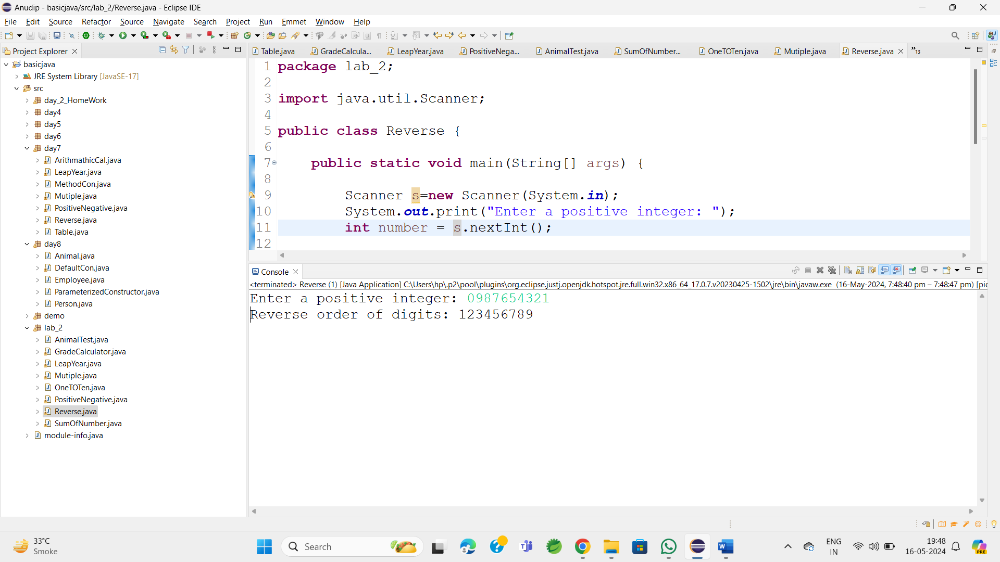 Anudip - basicjava/src/lab_2/Reverse.java - Eclipse IDE
File Edit Source Refactor Source Navigate Search Project Run Emmet Window Help
Project Explorer
basicjava
JRE System Library [JavaSE-17]
src
day_2_HomeWork
day4
day5
day6
day7
ArithmathicCal.java
LeapYear.java
MethodCon.java
Mutiple.java
PositiveNegative.java
Reverse.java
Table.java
day8
Animal.java
DefaultCon.java
Employee.java
ParameterizedConstructor.java
Person.java
demo
lab_2
AnimalTest.java
GradeCalculator.java
LeapYear.java
Mutiple.java
OneTOTen.java
PositiveNegative.java
Reverse.java
SumOfNumber.java
module-info.java
Table.java GradeCalcula... LeapYear.java PositiveNega... AnimalTest.java SumOfNumber... OneTOTen.java Mutiple.java Reverse.java »13
1 package lab_2;
2
3 import java.util.Scanner;
4
5 public class Reverse {
6
7 public static void main(String[] args) {
8
9 Scanner s=new Scanner(System.in);
10 System.out.print("Enter a positive integer: ");
11 int number = s.nextInt();
12
Console
<terminated> Reverse (1) [Java Application] C:\Users\hp\.p2\pool\plugins\org.eclipse.justj.openjdk.hotspot.jre.full.win32.x86_64_17.0.7.v20230425-1502\jre\bin\javaw.exe (16-May-2024, 7:48:40 pm – 7:48:47 pm) [pic
Enter a positive integer: 0987654321
Reverse order of digits: 123456789
33°C
Smoke
Search
ENG
IN
19:48
16-05-2024
PRE